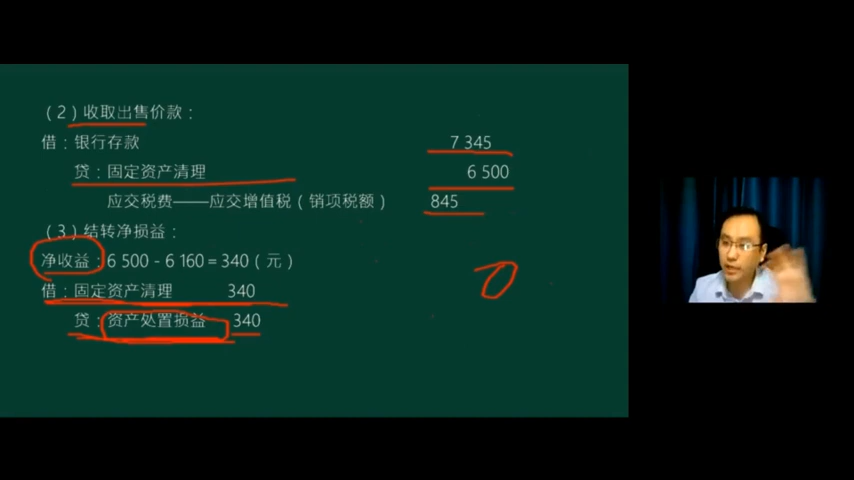 （2）收取出售价款：
借：银行存款 7 345
贷：固定资产清理 6 500
应交税费——应交增值税（销项税额） 845
（3）结转净损益：
净收益：6 500 - 6 160 = 340（元）
借：固定资产清理 340
贷：资产处置损益 340
0